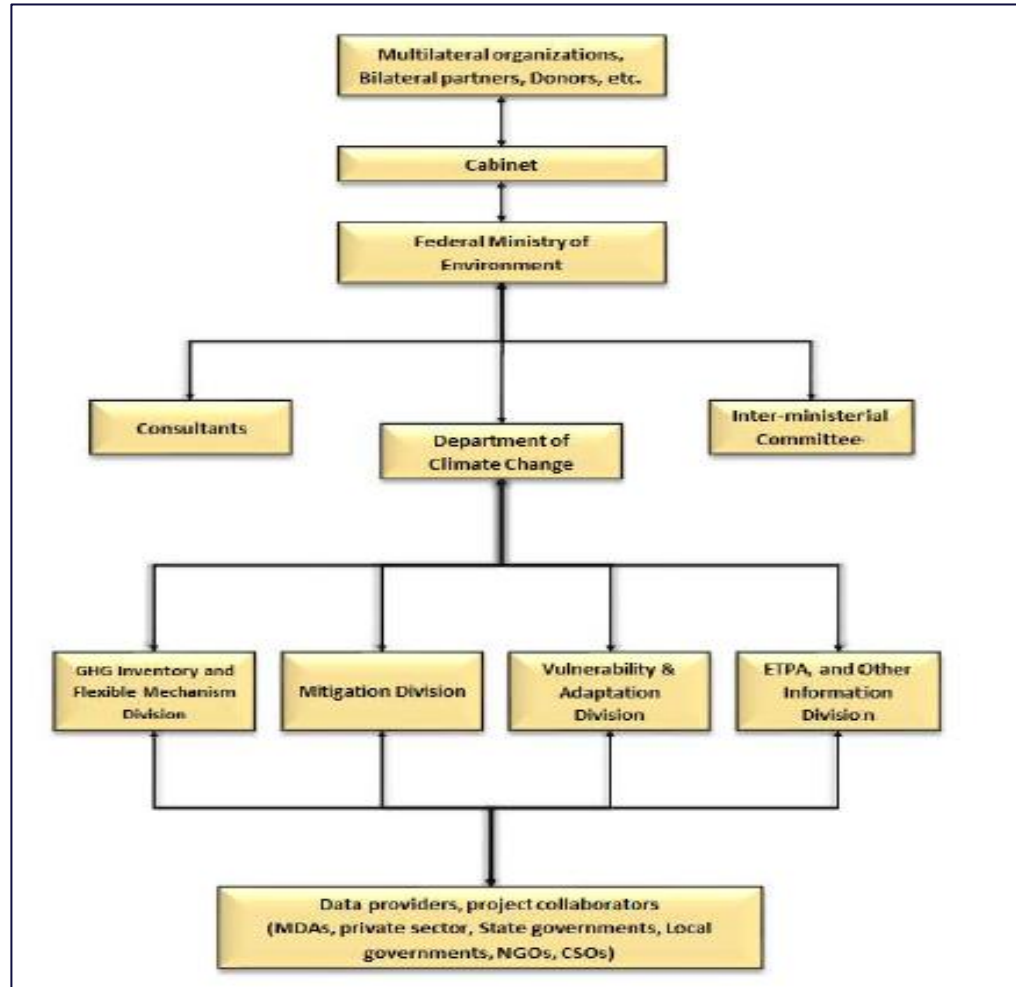 Multilateral organizations,
Bilateral partners, Donors, etc.
Cabinet
Federal Ministry of
Environment
Consultants
Department of
Climate Change
Inter-ministerial
Committee
GHG Inventory and
Flexible Mechanism
Division
Mitigation Division
Vulnerability &
Adaptation
Division
ETPA, and Other
Information
Division
Data providers, project collaborators
(MDAs, private sector, State governments, Local
governments, NGOs, CSOs)